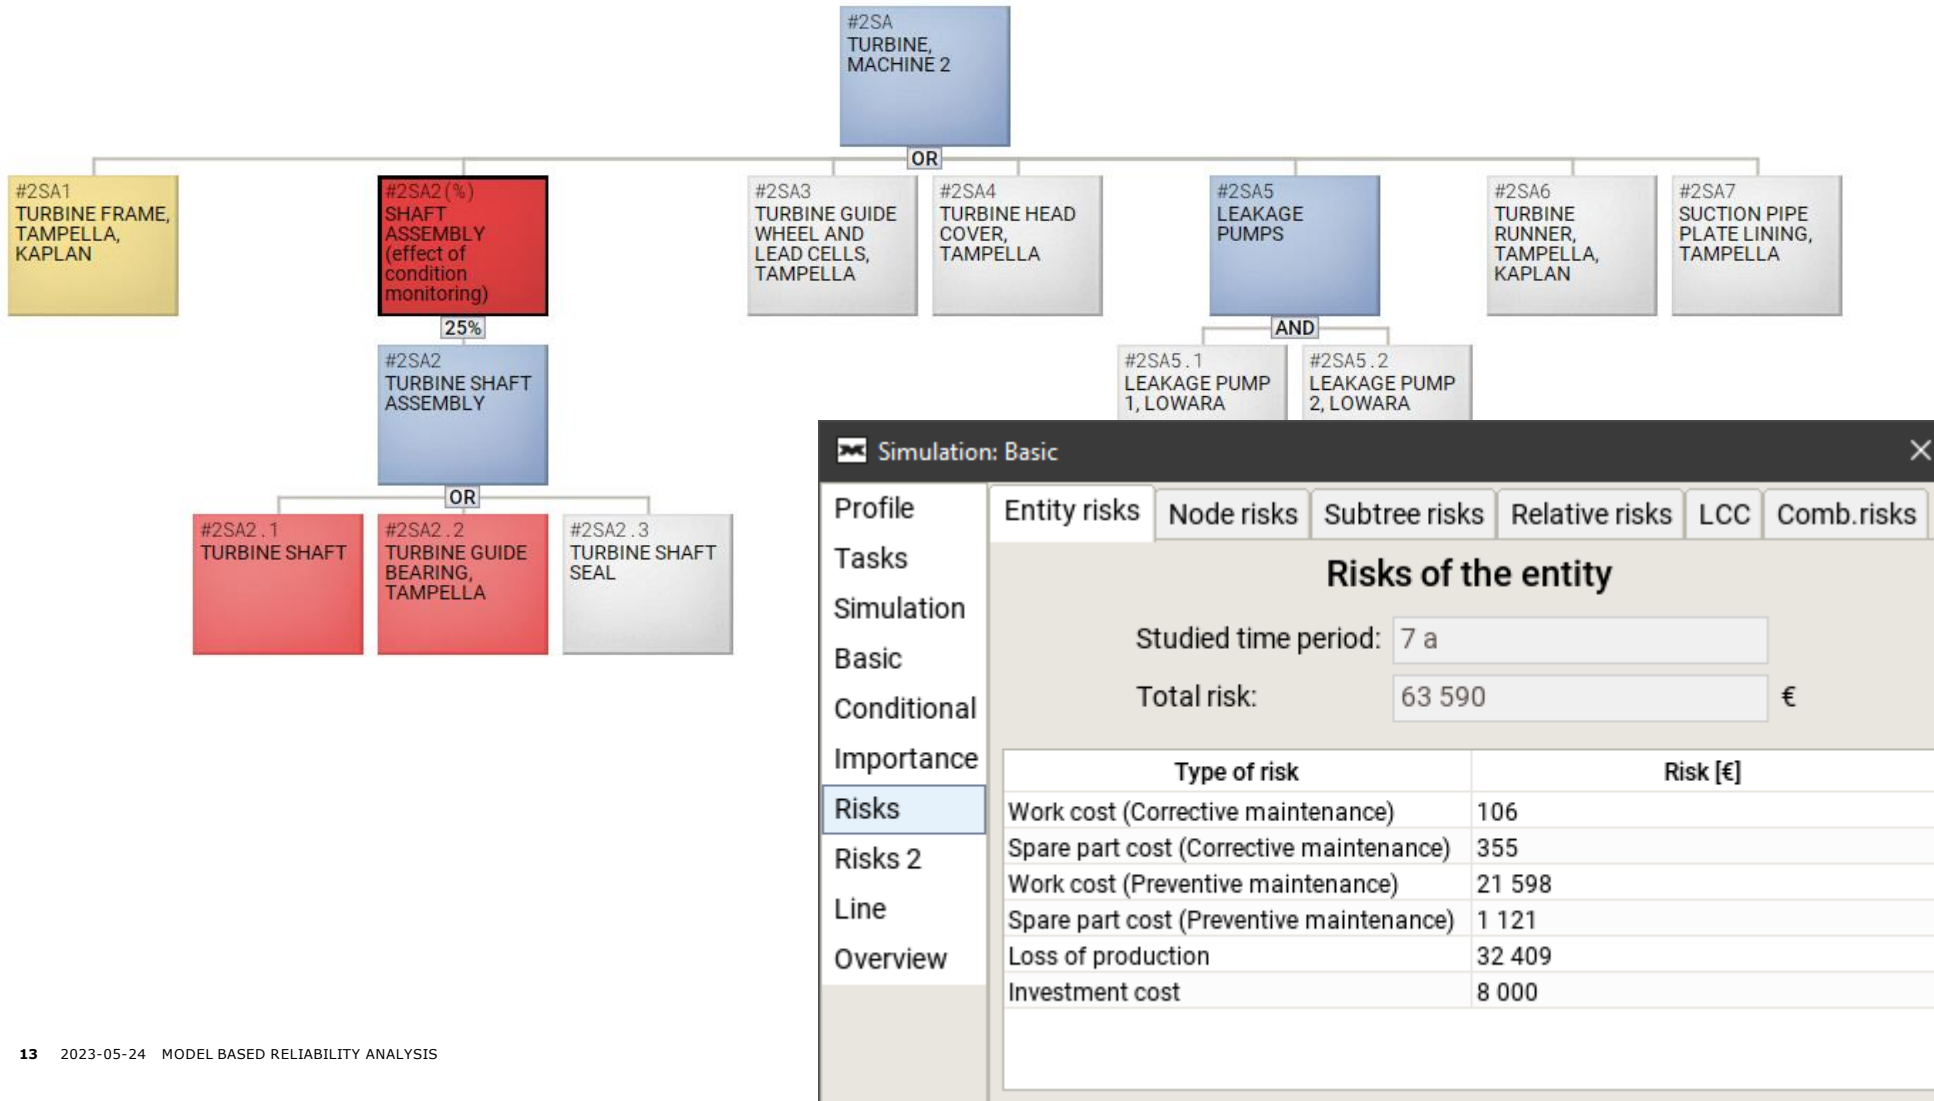 #2SA
TURBINE,
MACHINE 2
OR
#2SA1
TURBINE FRAME,
TAMPELLA,
KAPLAN
#2SA2(%)
SHAFT
ASSEMBLY
(effect of
condition
monitoring)
25%
#2SA3
TURBINE GUIDE
WHEEL AND
LEAD CELLS,
TAMPELLA
#2SA4
TURBINE HEAD
COVER,
TAMPELLA
#2SA5
LEAKAGE
PUMPS
AND
#2SA6
TURBINE
RUNNER,
TAMPELLA,
KAPLAN
#2SA7
SUCTION PIPE
PLATE LINING,
TAMPELLA
#2SA2
TURBINE SHAFT
ASSEMBLY
OR
#2SA5.1
LEAKAGE PUMP
1, LOWARA
#2SA5.2
LEAKAGE PUMP
2, LOWARA
#2SA2.1
TURBINE SHAFT
#2SA2.2
TURBINE GUIDE
BEARING,
TAMPELLA
#2SA2.3
TURBINE SHAFT
SEAL
Simulation: Basic
Profile
Tasks
Simulation
Basic
Conditional
Importance
Risks
Risks 2
Line
Overview
Entity risks Node risks Subtree risks Relative risks LCC Comb.risks
Risks of the entity
Studied time period: 7 a
Total risk: 63 590 €
Type of risk Risk [€]
Work cost (Corrective maintenance) 106
Spare part cost (Corrective maintenance) 355
Work cost (Preventive maintenance) 21 598
Spare part cost (Preventive maintenance) 1 121
Loss of production 32 409
Investment cost 8 000
13 2023-05-24 MODEL BASED RELIABILITY ANALYSIS